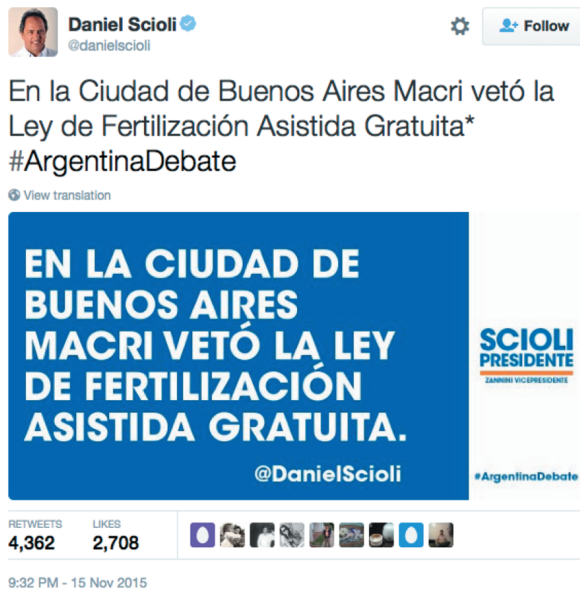 Daniel Scioli
@danielscioli
Follow
En la Ciudad de Buenos Aires Macri vetó la
Ley de Fertilización Asistida Gratuita*
#ArgentinaDebate
View translation
EN LA CIUDAD DE
BUENOS AIRES
MACRI VETÓ LA LEY
DE FERTILIZACIÓN
ASISTIDA GRATUITA.
@DanielScioli
SCIOLI
PRESIDENTE
ZANNINI VICEPRESIDENTE
#ArgentinaDebate
RETWEETS LIKES
4,362 2,708
9:32 PM - 15 Nov 2015